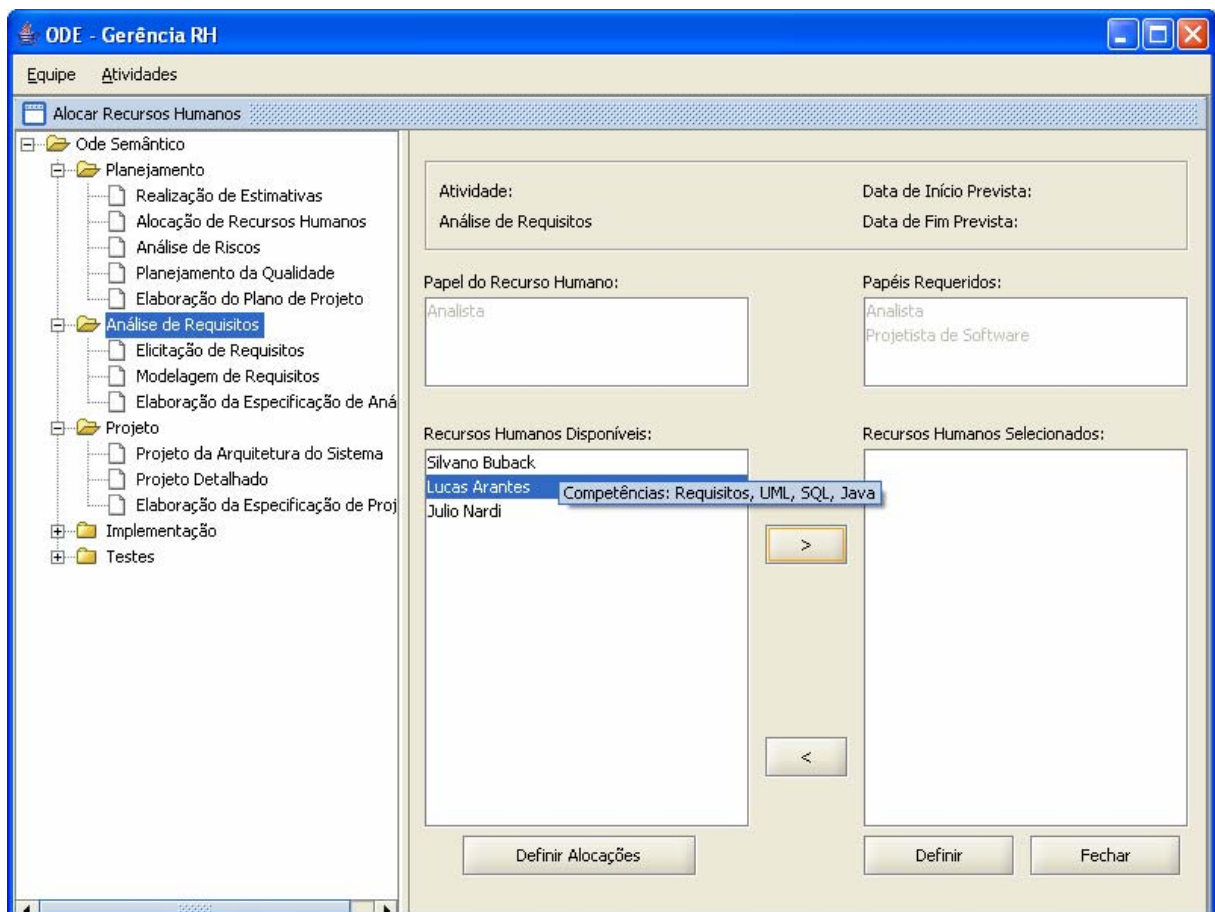 ODE - Gerência RH
Equipe Atividades
Alocar Recursos Humanos
Ode Semântico
Planejamento
Realização de Estimativas
Alocação de Recursos Humanos
Análise de Riscos
Planejamento da Qualidade
Elaboração do Plano de Projeto
Análise de Requisitos
Elicitação de Requisitos
Modelagem de Requisitos
Elaboração da Especificação de Aná
Projeto
Projeto da Arquitetura do Sistema
Projeto Detalhado
Elaboração da Especificação de Proj
Implementação
Testes
Atividade: Data de Início Prevista:
Análise de Requisitos Data de Fim Prevista:
Papel do Recurso Humano: Papéis Requeridos:
Analista Analista
Projetista de Software
Recursos Humanos Disponíveis: Recursos Humanos Selecionados:
Silvano Buback
Lucas Arantes Competências: Requisitos, UML, SQL, Java
Julio Nardi
>
<
Definir Alocações Definir Fechar